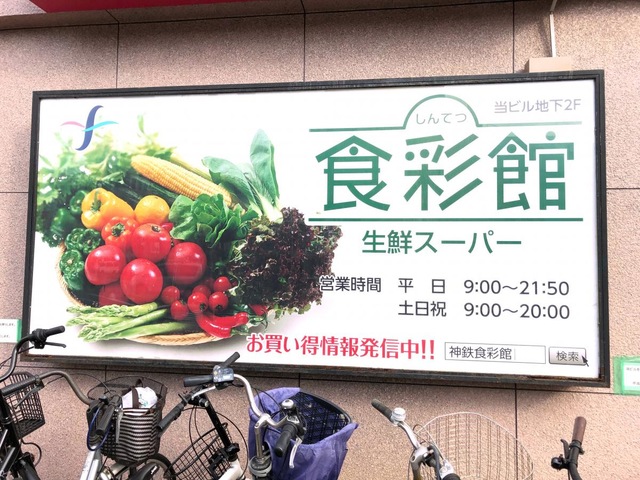 当ビル地下2F
しんてつ
食彩館
生鮮スーパー
営業時間 平 日 9:00～21:50
土日祝 9:00～20:00
お買い得情報発信中!! 神鉄食彩館 検索